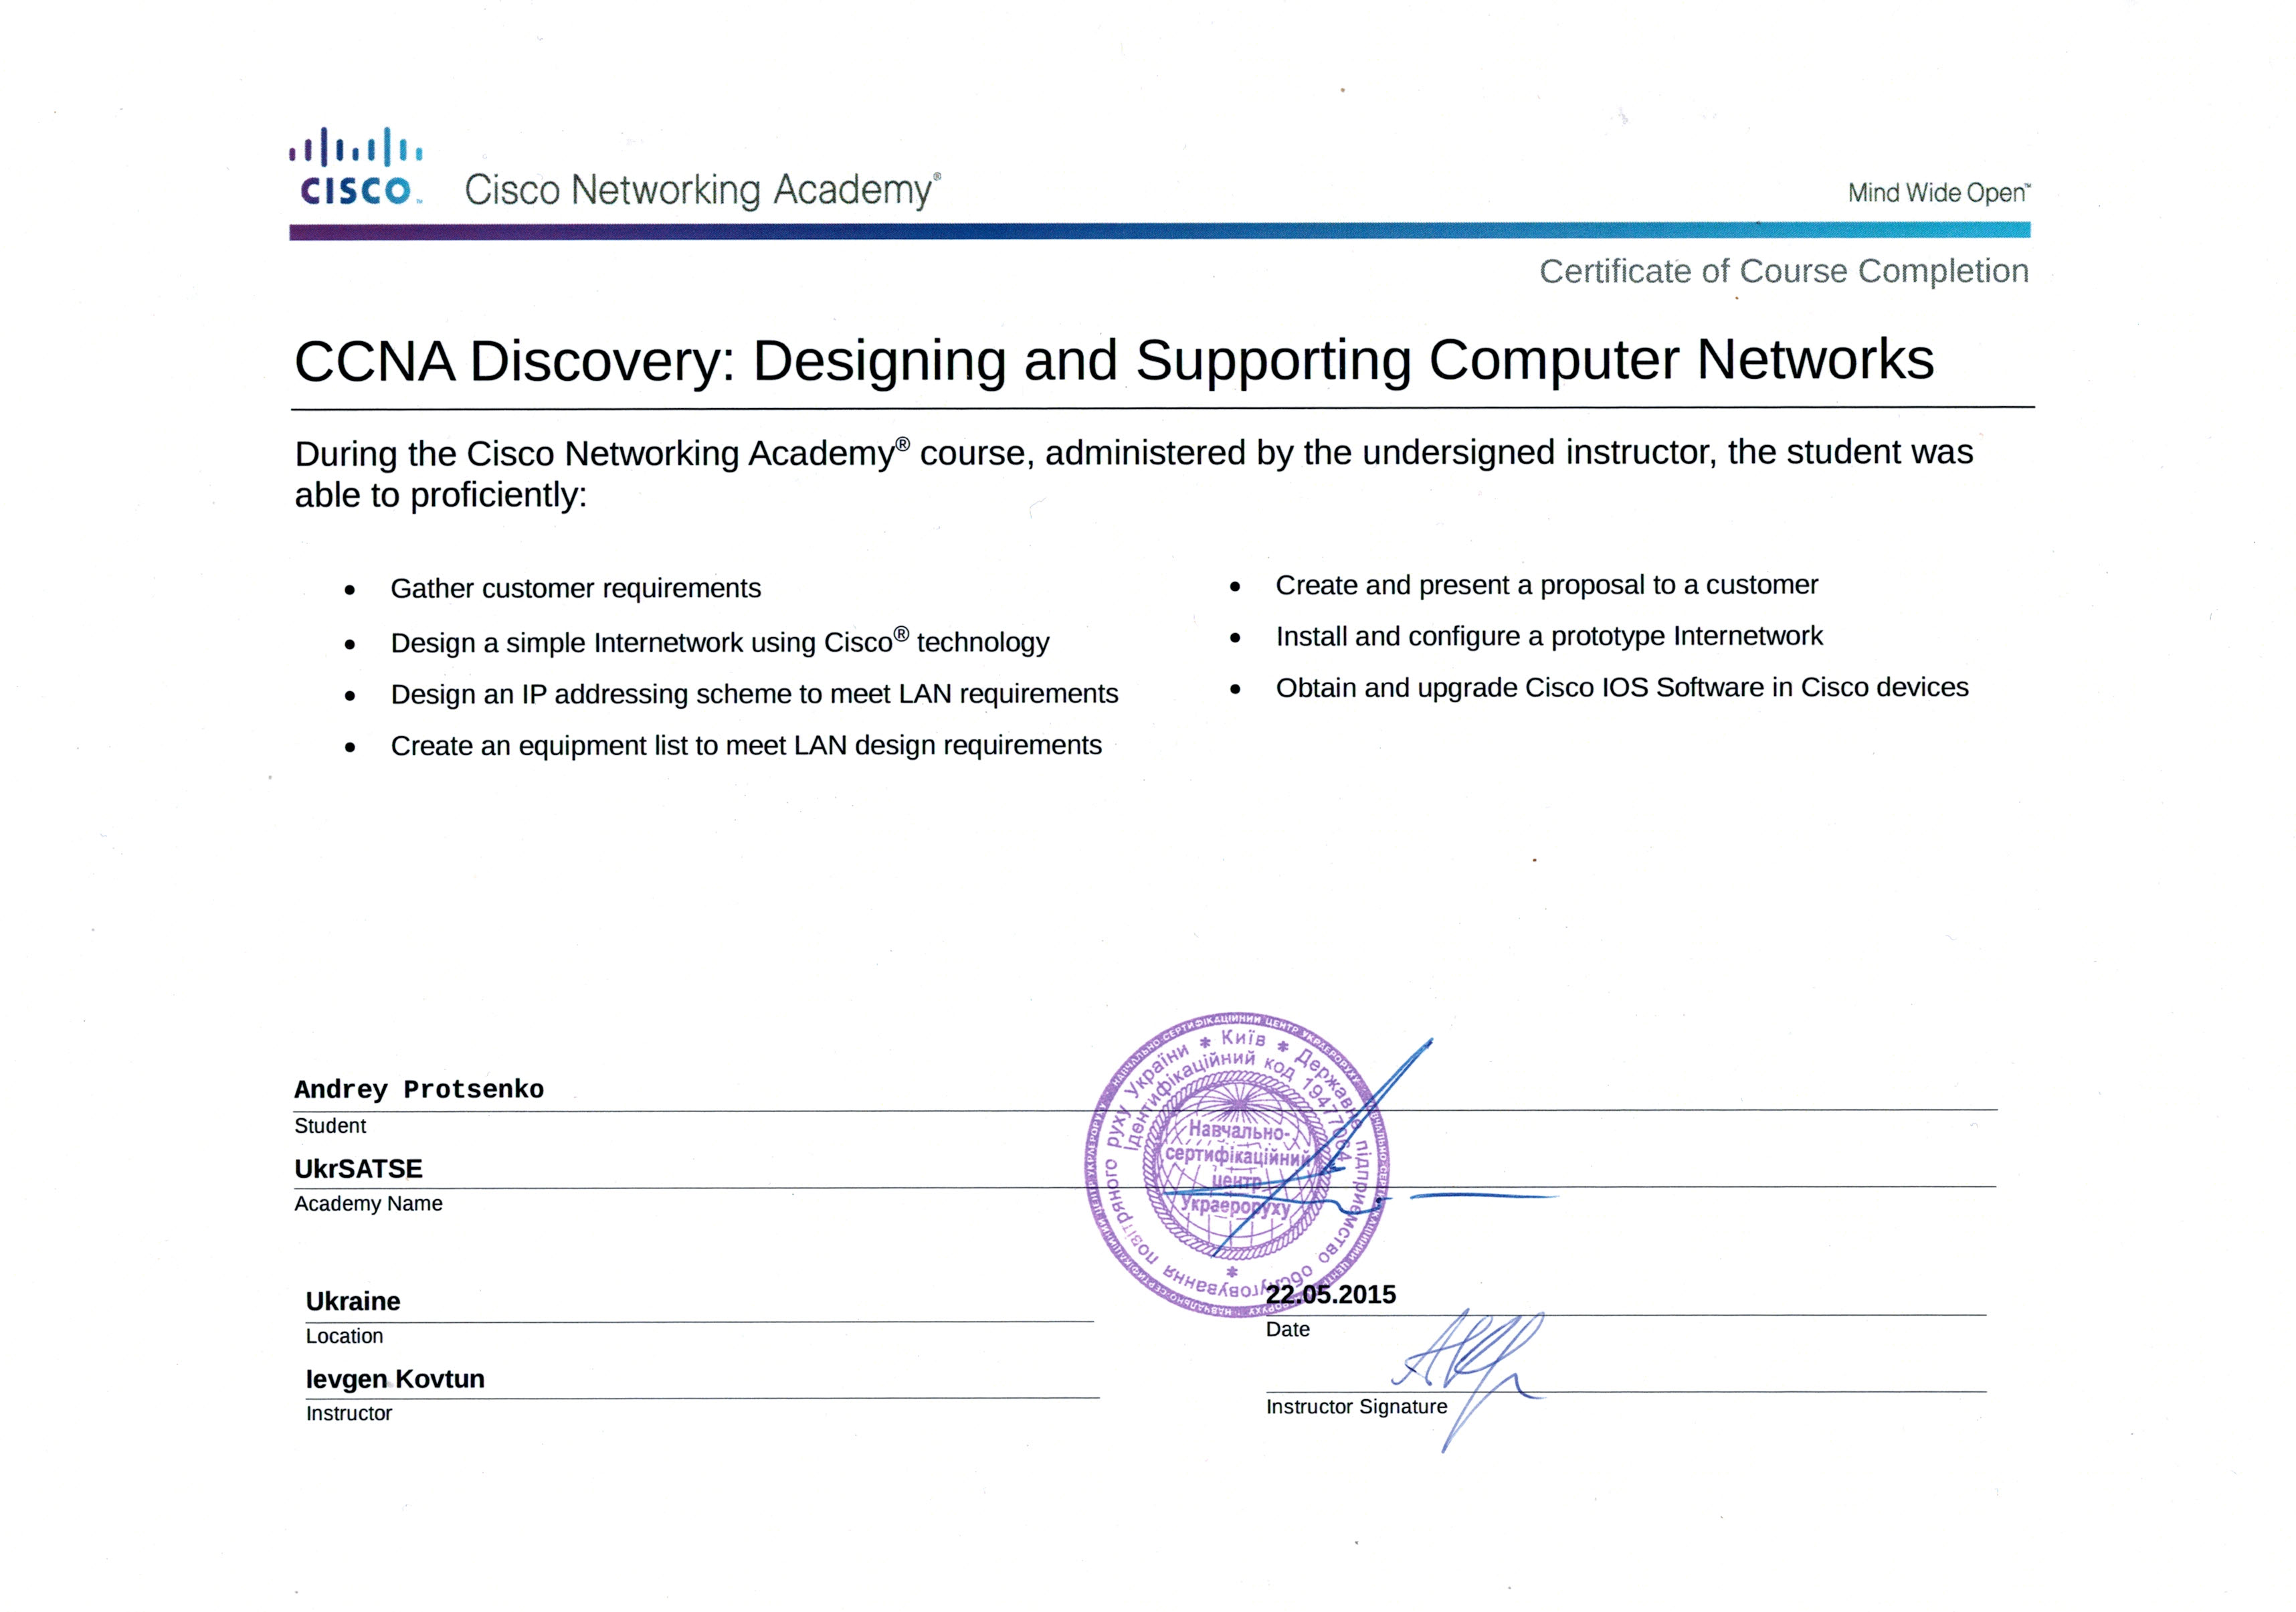 CISCO™ Cisco Networking Academy® Mind Wide Open™
Certificate of Course Completion
CCNA Discovery: Designing and Supporting Computer Networks
During the Cisco Networking Academy® course, administered by the undersigned instructor, the student was
able to proficiently:
• Gather customer requirements
• Design a simple Internetwork using Cisco® technology
• Design an IP addressing scheme to meet LAN requirements
• Create an equipment list to meet LAN design requirements
• Create and present a proposal to a customer
• Install and configure a prototype Internetwork
• Obtain and upgrade Cisco IOS Software in Cisco devices
Andrey Protsenko
Student
UkrSATSE
Academy Name
Київ * Державне підприємство обслуговування повітряного руху України *
Ідентифікаційний код 19477064
Навчально-
сертифікаційний
центр
Украероруху
Ukraine
Location
22.05.2015
Date
Ievgen Kovtun
Instructor
Instructor Signature